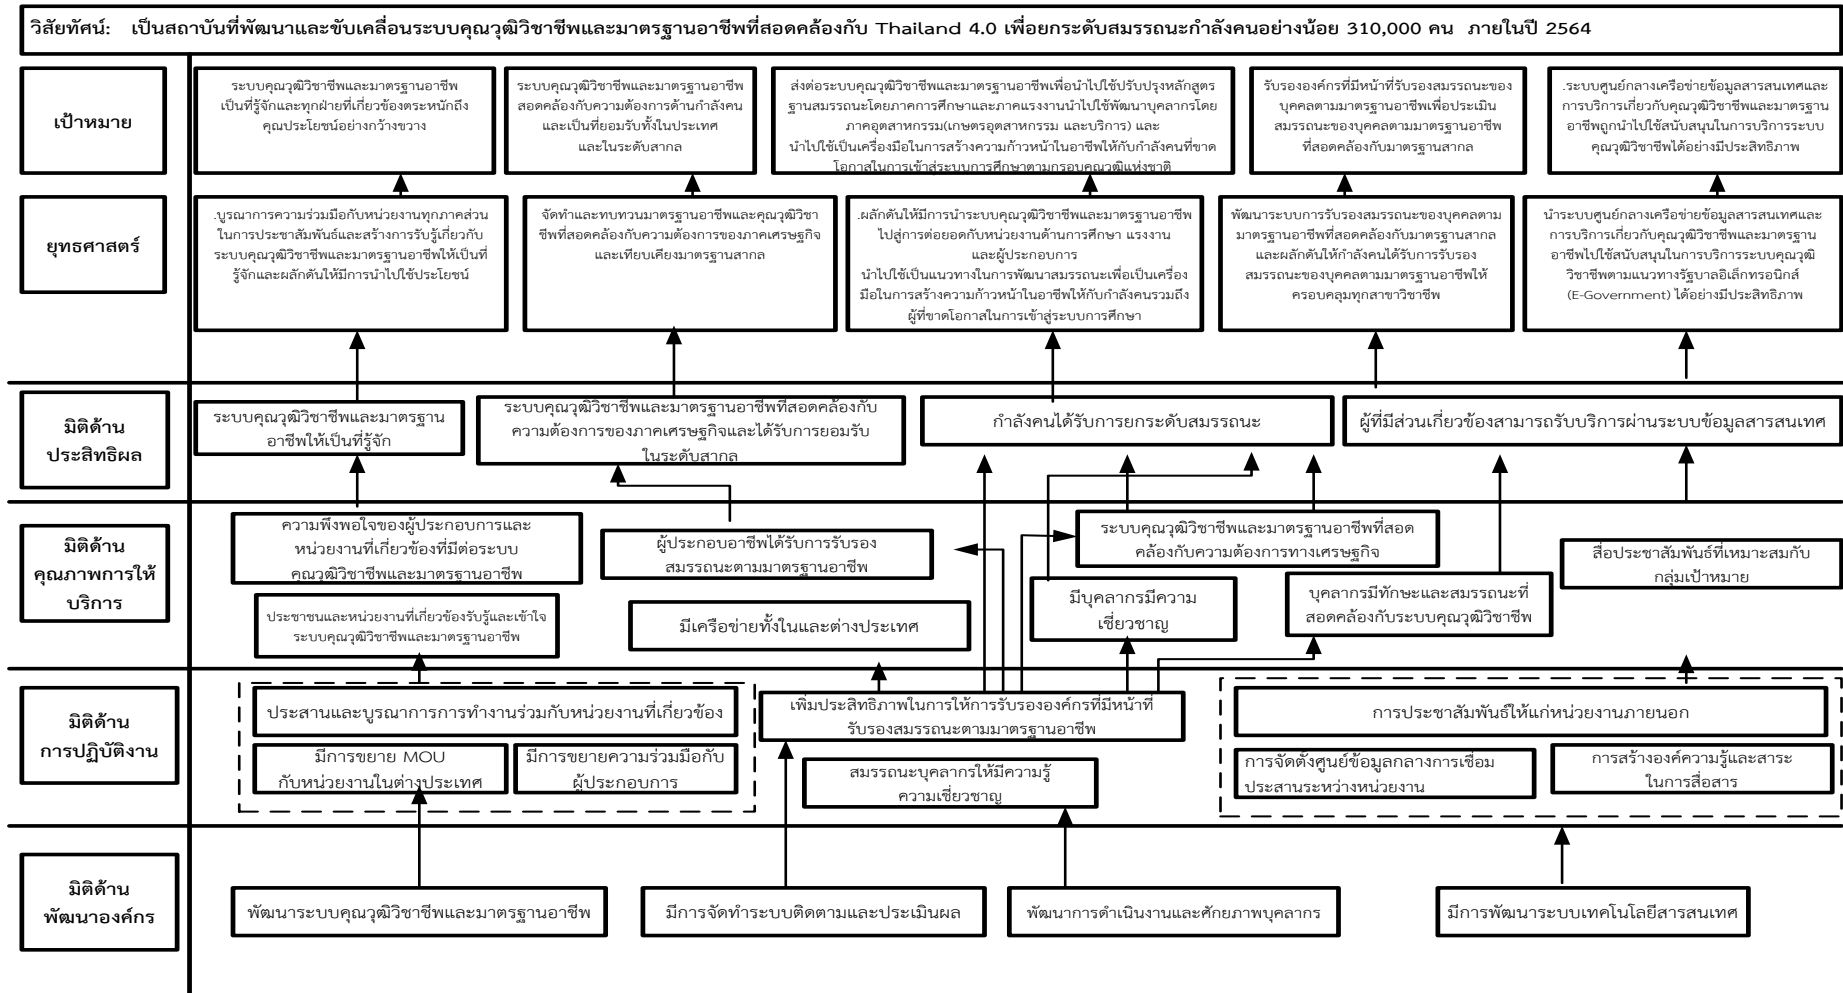 วิสัยทัศน์: เป็นสถาบันที่พัฒนาและขับเคลื่อนระบบคุณวุฒิวิชาชีพและมาตรฐานอาชีพที่สอดคล้องกับ Thailand 4.0 เพื่อยกระดับสมรรถนะกำลังคนอย่างน้อย 310,000 คน ภายในปี 2564
เป้าหมาย
ระบบคุณวุฒิวิชาชีพและมาตรฐานอาชีพ
เป็นที่รู้จักและทุกฝ่ายที่เกี่ยวข้องตระหนักถึง
คุณประโยชน์อย่างกว้างขวาง
ระบบคุณวุฒิวิชาชีพและมาตรฐานอาชีพ
สอดคล้องกับความต้องการด้านกำลังคน
และเป็นที่ยอมรับทั้งในประเทศ
และในระดับสากล
ส่งต่อระบบคุณวุฒิวิชาชีพและมาตรฐานอาชีพเพื่อนำไปใช้ปรับปรุงหลักสูตร
ฐานสมรรถนะโดยภาคการศึกษาและภาคแรงงานนำไปใช้พัฒนาบุคลากรโดย
ภาคอุตสาหกรรม(เกษตรอุตสาหกรรม และบริการ) และ
นำไปใช้เป็นเครื่องมือในการสร้างความก้าวหน้าในอาชีพให้กับกำลังคนที่ขาด
โอกาสในการเข้าสู่ระบบการศึกษาตามกรอบคุณวุฒิแห่งชาติ
รับรององค์กรที่มีหน้าที่รับรองสมรรถนะของ
บุคคลตามมาตรฐานอาชีพเพื่อประเมิน
สมรรถนะของบุคคลตามมาตรฐานอาชีพ
ที่สอดคล้องกับมาตรฐานสากล
.ระบบศูนย์กลางเครือข่ายข้อมูลสารสนเทศและ
การบริการเกี่ยวกับคุณวุฒิวิชาชีพและมาตรฐาน
อาชีพถูกนำไปใช้สนับสนุนในการบริการระบบ
คุณวุฒิวิชาชีพได้อย่างมีประสิทธิภาพ
ยุทธศาสตร์
.บูรณาการความร่วมมือกับหน่วยงานทุกภาคส่วน
ในการประชาสัมพันธ์และสร้างการรับรู้เกี่ยวกับ
ระบบคุณวุฒิวิชาชีพและมาตรฐานอาชีพให้เป็นที่
รู้จักและผลักดันให้มีการนำไปใช้ประโยชน์
จัดทำและทบทวนมาตรฐานอาชีพและคุณวุฒิวิชา
ชีพที่สอดคล้องกับความต้องการของภาคเศรษฐกิจ
และเทียบเคียงมาตรฐานสากล
.ผลักดันให้มีการนำระบบคุณวุฒิวิชาชีพและมาตรฐานอาชีพ
ไปสู่การต่อยอดกับหน่วยงานด้านการศึกษา แรงงาน
และผู้ประกอบการ
นำไปใช้เป็นแนวทางในการพัฒนาสมรรถนะเพื่อเป็นเครื่อง
มือในการสร้างความก้าวหน้าในอาชีพให้กับกำลังคนรวมถึง
ผู้ที่ขาดโอกาสในการเข้าสู่ระบบการศึกษา
พัฒนาระบบการรับรองสมรรถนะของบุคคลตาม
มาตรฐานอาชีพที่สอดคล้องกับมาตรฐานสากล
และผลักดันให้กำลังคนได้รับการรับรอง
สมรรถนะของบุคคลตามมาตรฐานอาชีพให้
ครอบคลุมทุกสาขาวิชาชีพ
นำระบบศูนย์กลางเครือข่ายข้อมูลสารสนเทศและ
การบริการเกี่ยวกับคุณวุฒิวิชาชีพและมาตรฐาน
อาชีพไปใช้สนับสนุนในการบริการระบบคุณวุฒิ
วิชาชีพตามแนวทางรัฐบาลอิเล็กทรอนิกส์
(E-Government) ได้อย่างมีประสิทธิภาพ
มิติด้าน
ประสิทธิผล
ระบบคุณวุฒิวิชาชีพและมาตรฐาน
อาชีพให้เป็นที่รู้จัก
ระบบคุณวุฒิวิชาชีพและมาตรฐานอาชีพที่สอดคล้องกับ
ความต้องการของภาคเศรษฐกิจและได้รับการยอมรับ
ในระดับสากล
กำลังคนได้รับการยกระดับสมรรถนะ
ผู้ที่มีส่วนเกี่ยวข้องสามารถรับบริการผ่านระบบข้อมูลสารสนเทศ
มิติด้าน
คุณภาพการให้
บริการ
ความพึงพอใจของผู้ประกอบการและ
หน่วยงานที่เกี่ยวข้องที่มีต่อระบบ
คุณวุฒิวิชาชีพและมาตรฐานอาชีพ
ผู้ประกอบอาชีพได้รับการรับรอง
สมรรถนะตามมาตรฐานอาชีพ
ระบบคุณวุฒิวิชาชีพและมาตรฐานอาชีพที่สอด
คล้องกับความต้องการทางเศรษฐกิจ
สื่อประชาสัมพันธ์ที่เหมาะสมกับ
กลุ่มเป้าหมาย
ประชาชนและหน่วยงานที่เกี่ยวข้องรับรู้และเข้าใจ
ระบบคุณวุฒิวิชาชีพและมาตรฐานอาชีพ
มีเครือข่ายทั้งในและต่างประเทศ
มีบุคลากรมีความ
เชี่ยวชาญ
บุคลากรมีทักษะและสมรรถนะที่
สอดคล้องกับระบบคุณวุฒิวิชาชีพ
มิติด้าน
การปฏิบัติงาน
ประสานและบูรณาการการทำงานร่วมกับหน่วยงานที่เกี่ยวข้อง
มีการขยาย MOU
กับหน่วยงานในต่างประเทศ
มีการขยายความร่วมมือกับ
ผู้ประกอบการ
เพิ่มประสิทธิภาพในการให้การรับรององค์กรที่มีหน้าที่
รับรองสมรรถนะตามมาตรฐานอาชีพ
สมรรถนะบุคลากรให้มีความรู้
ความเชี่ยวชาญ
การประชาสัมพันธ์ให้แก่หน่วยงานภายนอก
การจัดตั้งศูนย์ข้อมูลกลางการเชื่อม
ประสานระหว่างหน่วยงาน
การสร้างองค์ความรู้และสาระ
ในการสื่อสาร
มิติด้าน
พัฒนาองค์กร
พัฒนาระบบคุณวุฒิวิชาชีพและมาตรฐานอาชีพ
มีการจัดทำระบบติดตามและประเมินผล
พัฒนาการดำเนินงานและศักยภาพบุคลากร
มีการพัฒนาระบบเทคโนโลยีสารสนเทศ